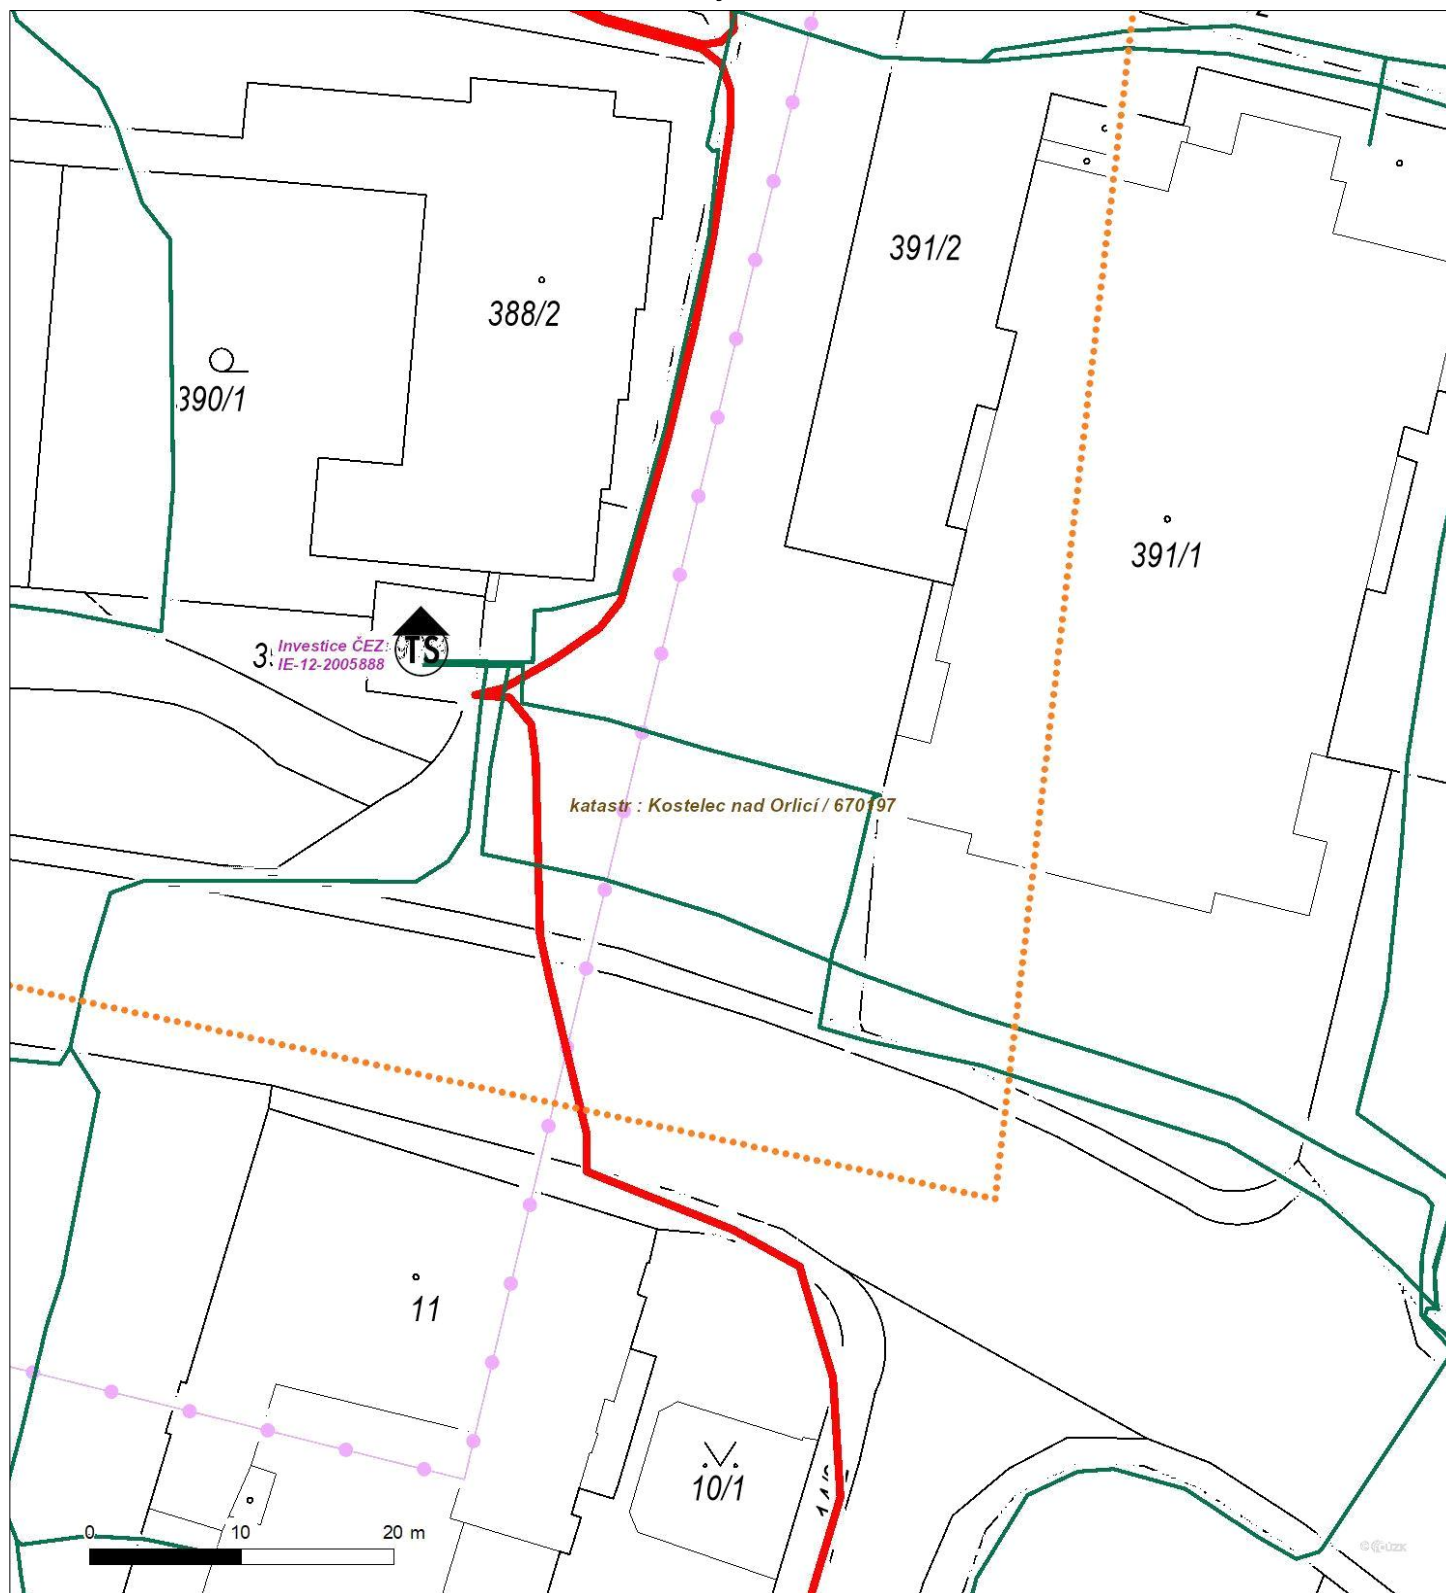 391/2
388/2
390/1
391/1
Investice ČEZ:
IE-12-2005888
TS
katastr : Kostelec nad Orlicí / 670197
11
10/1
0 10 20 m